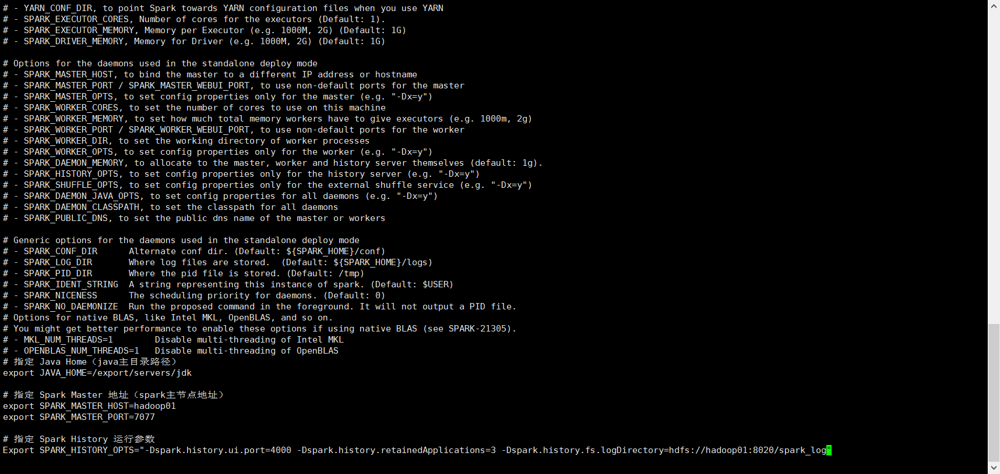 # - YARN_CONF_DIR, to point Spark towards YARN configuration files when you use YARN
# - SPARK_EXECUTOR_CORES, Number of cores for the executors (Default: 1).
# - SPARK_EXECUTOR_MEMORY, Memory per Executor (e.g. 1000M, 2G) (Default: 1G)
# - SPARK_DRIVER_MEMORY, Memory for Driver (e.g. 1000M, 2G) (Default: 1G)

# Options for the daemons used in the standalone deploy mode
# - SPARK_MASTER_HOST, to bind the master to a different IP address or hostname
# - SPARK_MASTER_PORT / SPARK_MASTER_WEBUI_PORT, to use non-default ports for the master
# - SPARK_MASTER_OPTS, to set config properties only for the master (e.g. "-Dx=y")
# - SPARK_WORKER_CORES, to set the number of cores to use on this machine
# - SPARK_WORKER_MEMORY, to set how much total memory workers have to give executors (e.g. 1000m, 2g)
# - SPARK_WORKER_PORT / SPARK_WORKER_WEBUI_PORT, to use non-default ports for the worker
# - SPARK_WORKER_DIR, to set the working directory of worker processes
# - SPARK_WORKER_OPTS, to set config properties only for the worker (e.g. "-Dx=y")
# - SPARK_DAEMON_MEMORY, to allocate to the master, worker and history server themselves (default: 1g).
# - SPARK_HISTORY_OPTS, to set config properties only for the history server (e.g. "-Dx=y")
# - SPARK_SHUFFLE_OPTS, to set config properties only for the external shuffle service (e.g. "-Dx=y")
# - SPARK_DAEMON_JAVA_OPTS, to set config properties for all daemons (e.g. "-Dx=y")
# - SPARK_DAEMON_CLASSPATH, to set the classpath for all daemons
# - SPARK_PUBLIC_DNS, to set the public dns name of the master or workers

# Generic options for the daemons used in the standalone deploy mode
# - SPARK_CONF_DIR      Alternate conf dir. (Default: ${SPARK_HOME}/conf)
# - SPARK_LOG_DIR       Where log files are stored.  (Default: ${SPARK_HOME}/logs)
# - SPARK_PID_DIR       Where the pid file is stored. (Default: /tmp)
# - SPARK_IDENT_STRING  A string representing this instance of spark. (Default: $USER)
# - SPARK_NICENESS      The scheduling priority for daemons. (Default: 0)
# - SPARK_NO_DAEMONIZE  Run the proposed command in the foreground. It will not output a PID file.
# Options for native BLAS, like Intel MKL, OpenBLAS, and so on.
# You might get better performance to enable these options if using native BLAS (see SPARK-21305).
# - MKL_NUM_THREADS=1        Disable multi-threading of Intel MKL
# - OPENBLAS_NUM_THREADS=1   Disable multi-threading of OpenBLAS
# 指定 Java Home（java主目录路径）
export JAVA_HOME=/export/servers/jdk

# 指定 Spark Master 地址（spark主节点地址）
export SPARK_MASTER_HOST=hadoop01
export SPARK_MASTER_PORT=7077

# 指定 Spark History 运行参数
Export SPARK_HISTORY_OPTS="-Dspark.history.ui.port=4000 -Dspark.history.retainedApplications=3 -Dspark.history.fs.logDirectory=hdfs://hadoop01:8020/spark_log"